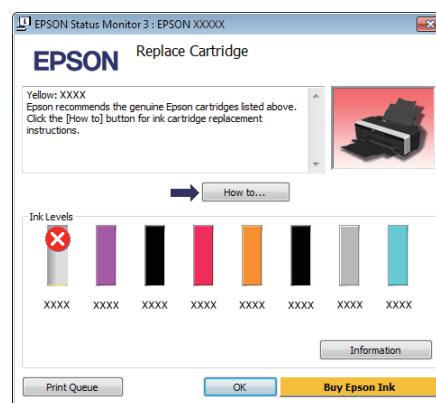 EPSON Status Monitor 3 : EPSON XXXXX
EPSON
Replace Cartridge
Yellow: XXXX
Epson recommends the genuine Epson cartridges listed above.
Click the [How to] button for ink cartridge replacement
instructions.
How to...
Ink Levels
XXXX XXXX XXXX XXXX XXXX XXXX XXXX XXXX
Information
Print Queue OK Buy Epson Ink